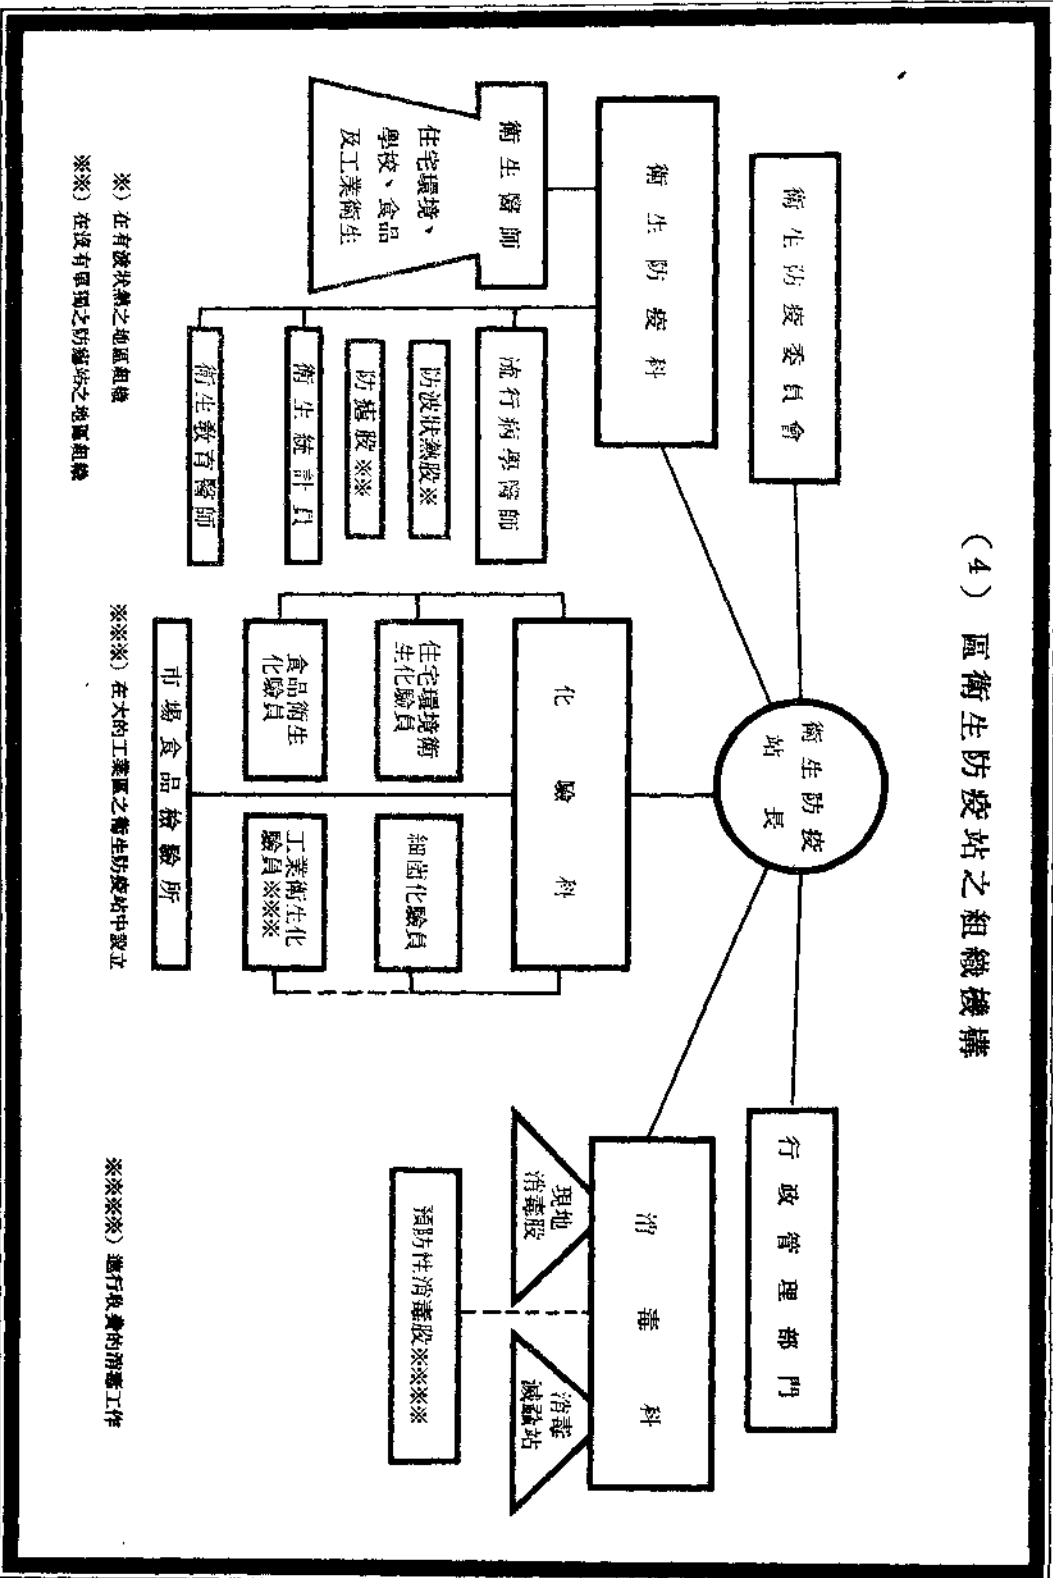 (4) 區衛生防疫站之組織機構
衛生防疫委員會
衛生防疫
站長
行政管理部門
衛生防疫科
衛生醫師
住宅環境、
學校、食品
及工業衛生
流行病學醫師
防波狀熱股※
防瘧股※※
衛生統計員
衛生教育醫師
化驗科
住宅環境衛
生化驗員
食品衛生
化驗員
細菌化驗員
工業衛生化
驗員※※※
市場食品檢驗所
消毒科
現地
消毒股
消毒
滅蝨站
預防性消毒股※※※※
※) 在有波狀熱之地區組織
※※) 在沒有單獨之防瘧站之地區組織
※※※) 在大的工業區之衛生防疫站中設立
※※※※) 進行收費的消毒工作